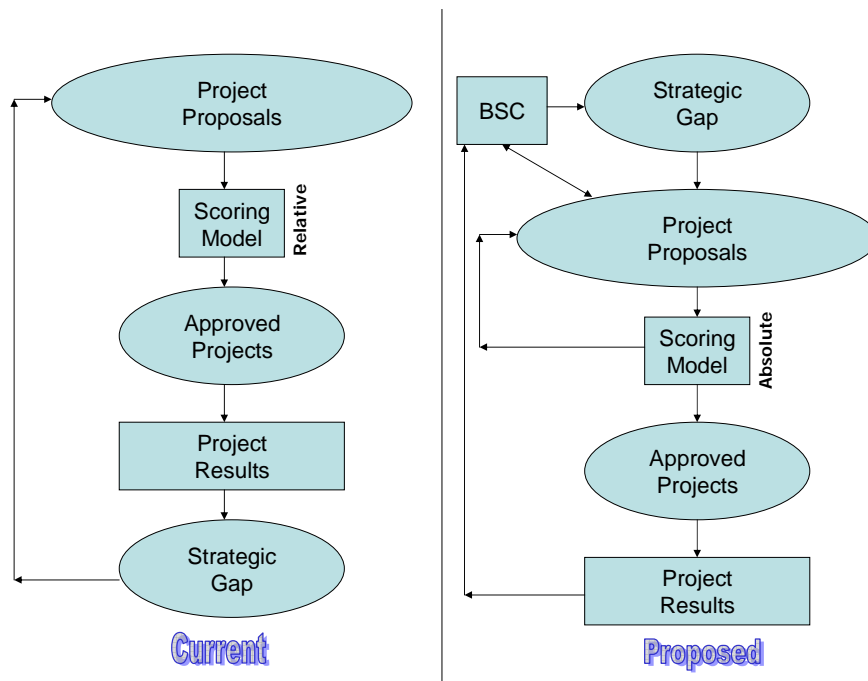 Project
Proposals
Scoring
Model
Relative
Approved
Projects
Project
Results
Strategic
Gap
Current
BSC
Strategic
Gap
Project
Proposals
Scoring
Model
Absolute
Approved
Projects
Project
Results
Proposed